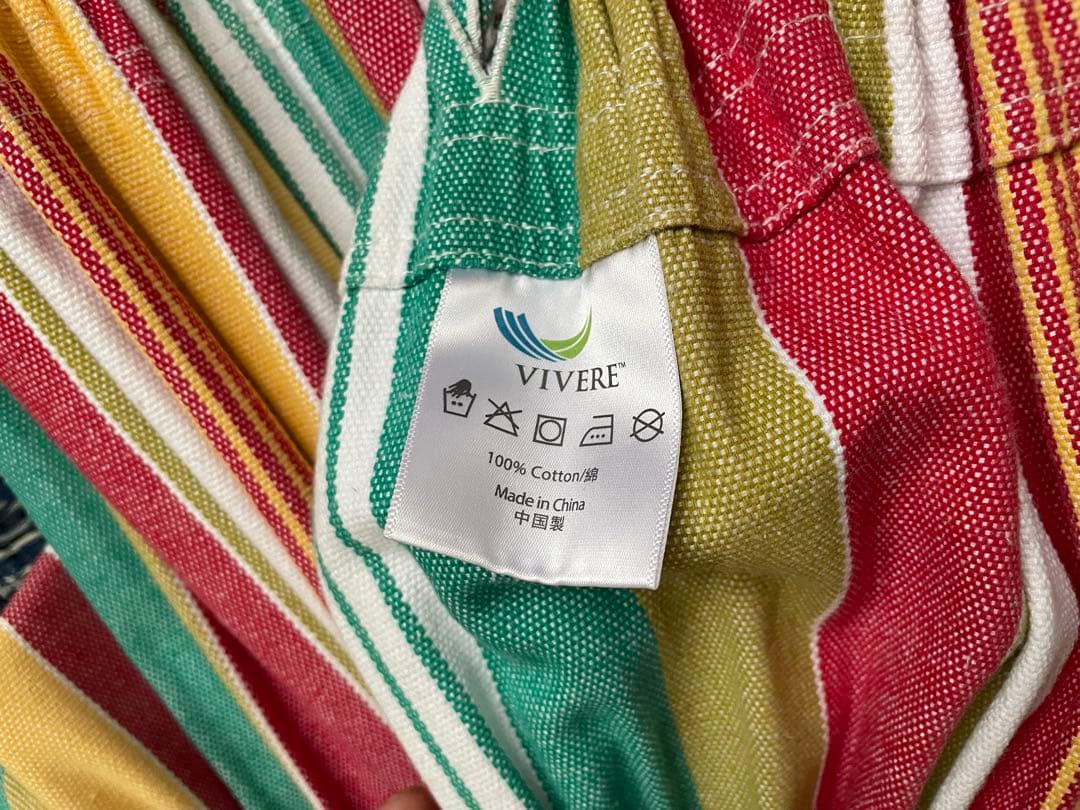 VIVERE™
100% Cotton/綿
Made in China
中国製